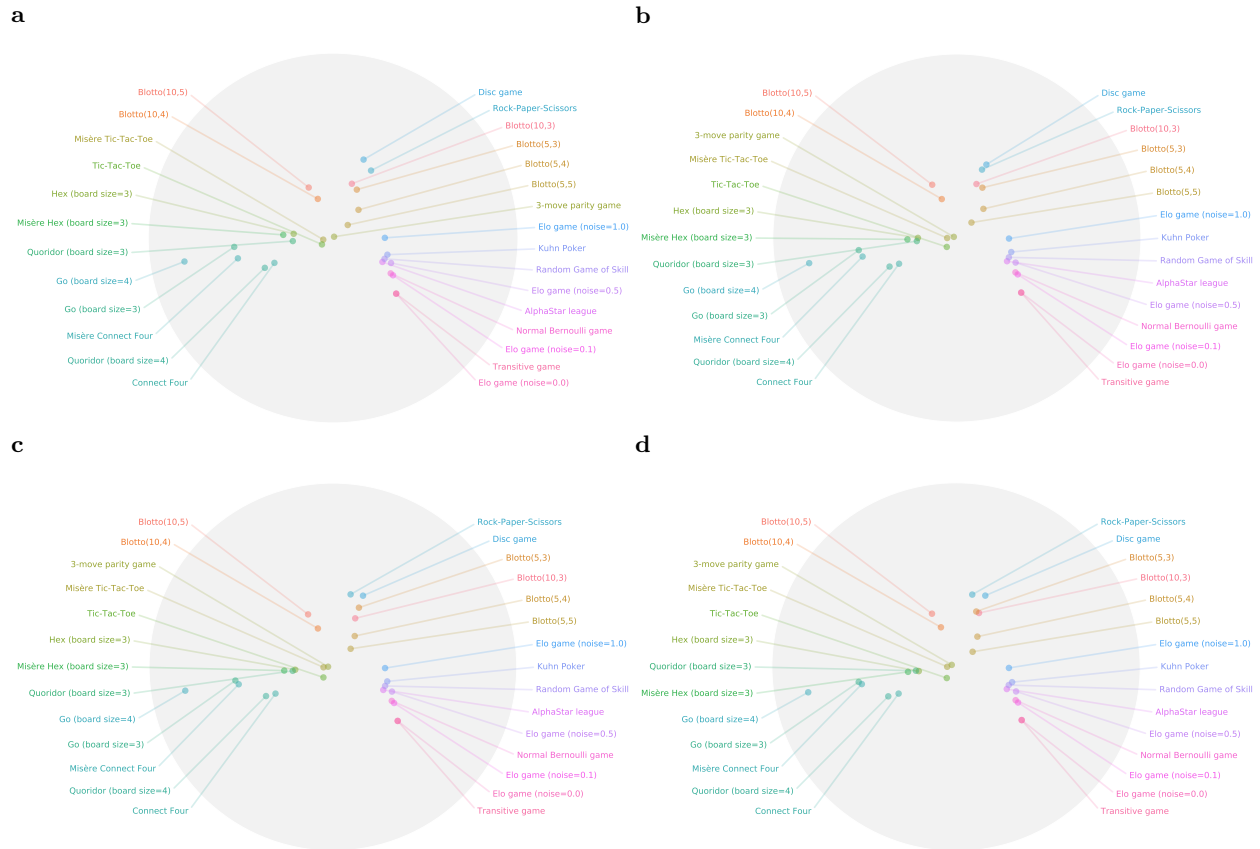 a
Blotto(10,5)
Blotto(10,4)
Misère Tic-Tac-Toe
Tic-Tac-Toe
Hex (board size=3)
Misère Hex (board size=3)
Quoridor (board size=3)
Go (board size=4)
Go (board size=3)
Misère Connect Four
Quoridor (board size=4)
Connect Four
Disc game
Rock-Paper-Scissors
Blotto(10,3)
Blotto(5,3)
Blotto(5,4)
Blotto(5,5)
3-move parity game
Elo game (noise=1.0)
Kuhn Poker
Random Game of Skill
Elo game (noise=0.5)
AlphaStar league
Normal Bernoulli game
Elo game (noise=0.1)
Transitive game
Elo game (noise=0.0)
b
Blotto(10,5)
Blotto(10,4)
3-move parity game
Misère Tic-Tac-Toe
Tic-Tac-Toe
Hex (board size=3)
Misère Hex (board size=3)
Quoridor (board size=3)
Go (board size=4)
Go (board size=3)
Misère Connect Four
Quoridor (board size=4)
Connect Four
Disc game
Rock-Paper-Scissors
Blotto(10,3)
Blotto(5,3)
Blotto(5,4)
Blotto(5,5)
Elo game (noise=1.0)
Kuhn Poker
Random Game of Skill
AlphaStar league
Elo game (noise=0.5)
Normal Bernoulli game
Elo game (noise=0.1)
Elo game (noise=0.0)
Transitive game
c
Blotto(10,5)
Blotto(10,4)
3-move parity game
Misère Tic-Tac-Toe
Tic-Tac-Toe
Hex (board size=3)
Misère Hex (board size=3)
Quoridor (board size=3)
Go (board size=4)
Go (board size=3)
Misère Connect Four
Quoridor (board size=4)
Connect Four
Rock-Paper-Scissors
Disc game
Blotto(5,3)
Blotto(10,3)
Blotto(5,4)
Blotto(5,5)
Elo game (noise=1.0)
Kuhn Poker
Random Game of Skill
AlphaStar league
Elo game (noise=0.5)
Normal Bernoulli game
Elo game (noise=0.1)
Elo game (noise=0.0)
Transitive game
d
Blotto(10,5)
Blotto(10,4)
3-move parity game
Misère Tic-Tac-Toe
Tic-Tac-Toe
Hex (board size=3)
Quoridor (board size=3)
Misère Hex (board size=3)
Go (board size=4)
Go (board size=3)
Misère Connect Four
Quoridor (board size=4)
Connect Four
Rock-Paper-Scissors
Disc game
Blotto(5,3)
Blotto(10,3)
Blotto(5,4)
Blotto(5,5)
Elo game (noise=1.0)
Kuhn Poker
Random Game of Skill
AlphaStar league
Elo game (noise=0.5)
Normal Bernoulli game
Elo game (noise=0.1)
Elo game (noise=0.0)
Transitive game